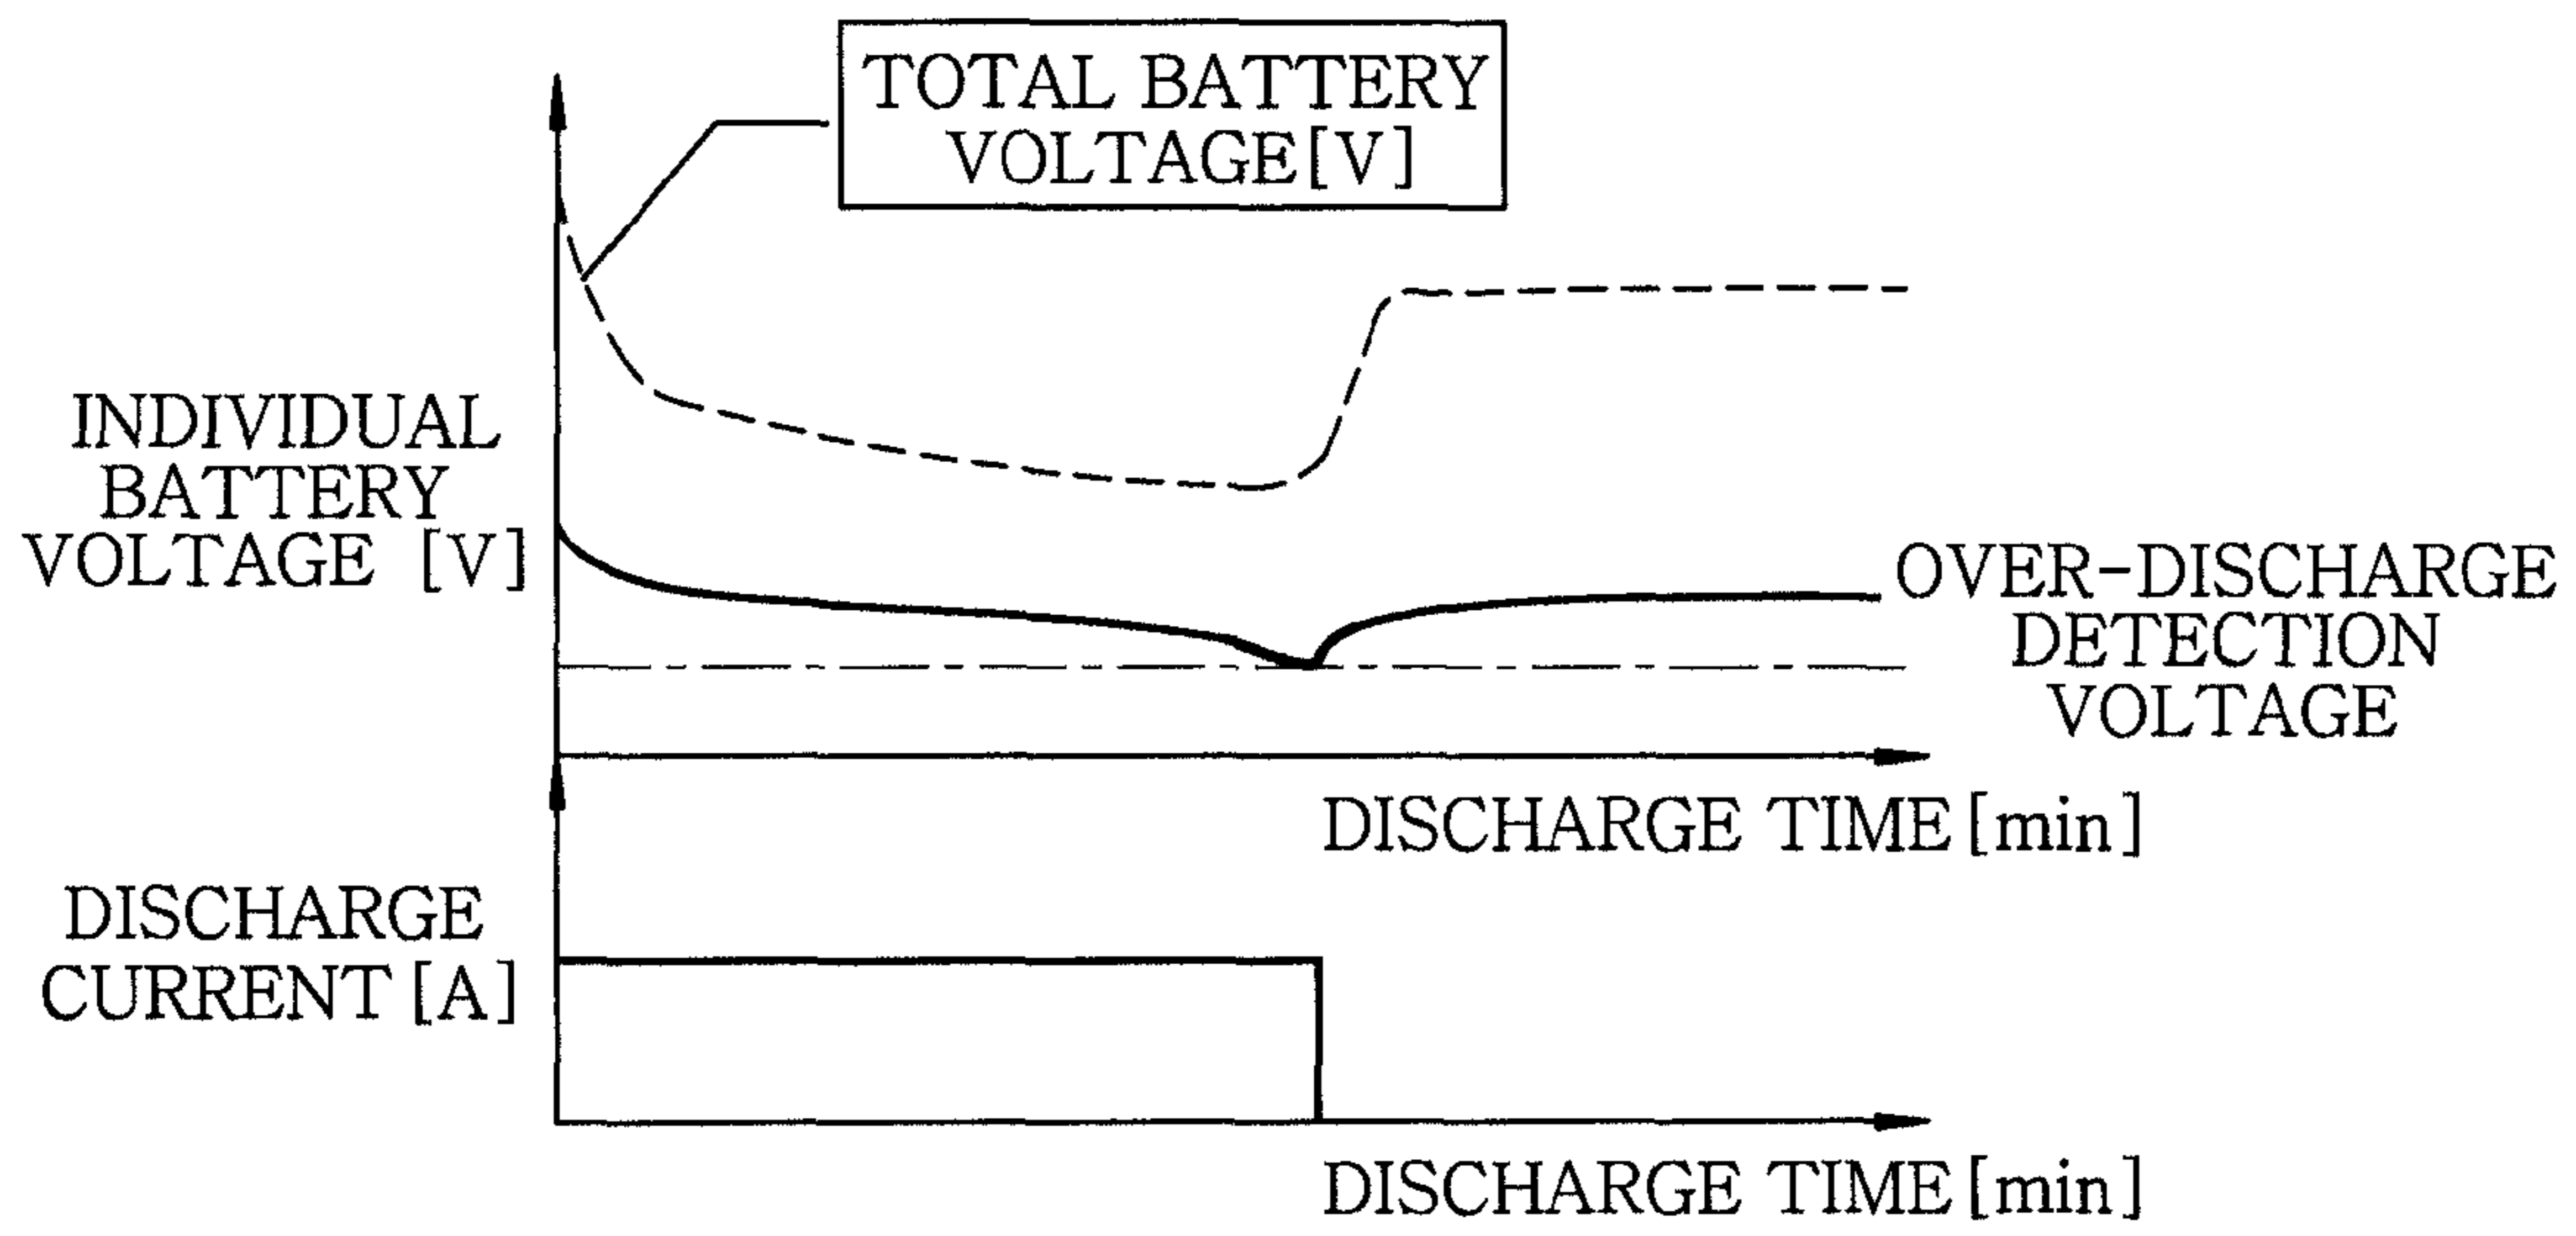 TOTAL BATTERY
VOLTAGE[V]
INDIVIDUAL
BATTERY
VOLTAGE [V]
OVER-DISCHARGE
DETECTION
VOLTAGE
DISCHARGE TIME[min]
DISCHARGE
CURRENT[A]
DISCHARGE TIME[min]